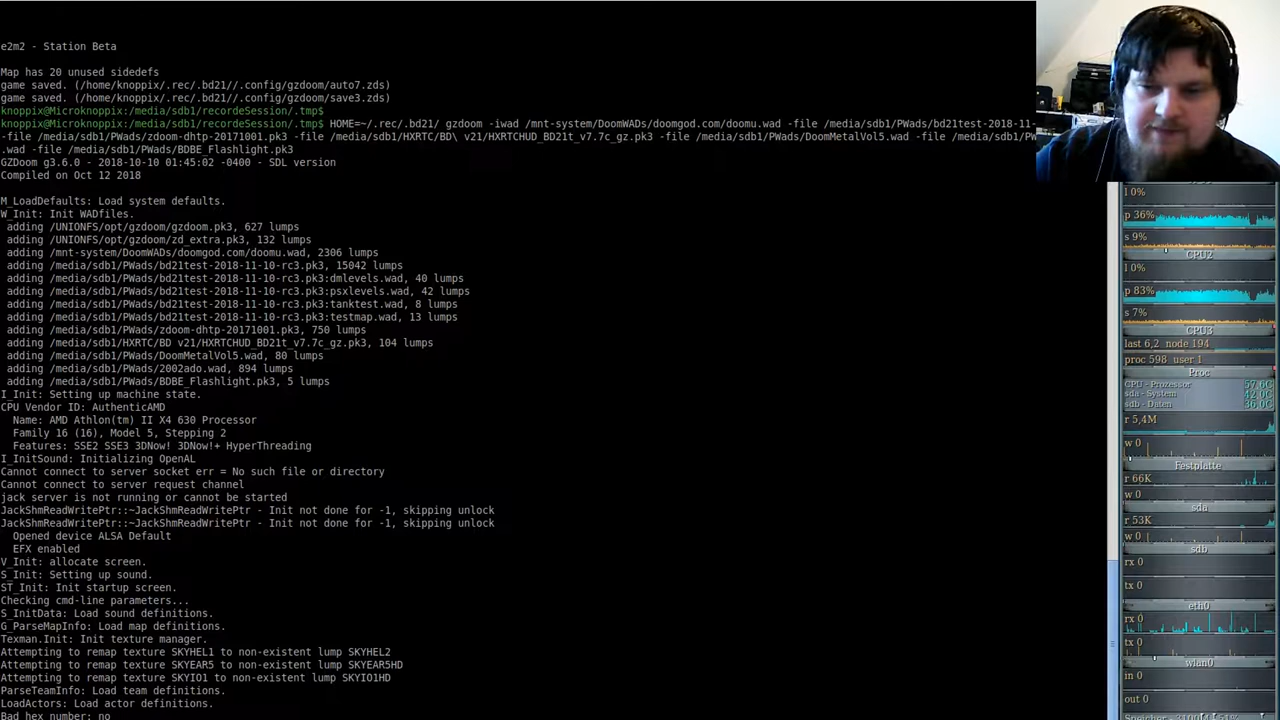 e2m2 - Station Beta
Map has 20 unused sidedefs
game saved. (/home/knoppix/.rec/.bd21//.config/gzdoom/auto7.zds)
game saved. (/home/knoppix/.rec/.bd21//.config/gzdoom/save3.zds)
knoppix@Microknoppix:/media/sdb1/recordeSession/.tmp$
knoppix@Microknoppix:/media/sdb1/recordeSession/.tmp$ HOME=~/.rec/.bd21/ gzdoom -iwad /mnt-system/DoomWADs/doomgod.com/doomu.wad -file /media/sdb1/PWads/bd21test-2018-11-
-file /media/sdb1/PWads/zdoom-dhtp-20171001.pk3 -file /media/sdb1/HXRTC/BD\ v21/HXRTCHUD_BD21t_v7.7c_gz.pk3 -file /media/sdb1/PWads/DoomMetalVol5.wad -file /media/sdb1/PW
.wad -file /media/sdb1/PWads/BDBE_Flashlight.pk3
GZDoom g3.6.0 - 2018-10-10 01:45:02 -0400 - SDL version
Compiled on Oct 12 2018
M_LoadDefaults: Load system defaults.
W_Init: Init WADfiles.
adding /UNIONFS/opt/gzdoom/gzdoom.pk3, 627 lumps
adding /UNIONFS/opt/gzdoom/zd_extra.pk3, 132 lumps
adding /mnt-system/DoomWADs/doomgod.com/doomu.wad, 2306 lumps
adding /media/sdb1/PWads/bd21test-2018-11-10-rc3.pk3, 15042 lumps
adding /media/sdb1/PWads/bd21test-2018-11-10-rc3.pk3:dmlevels.wad, 40 lumps
adding /media/sdb1/PWads/bd21test-2018-11-10-rc3.pk3:psxlevels.wad, 42 lumps
adding /media/sdb1/PWads/bd21test-2018-11-10-rc3.pk3:tanktest.wad, 8 lumps
adding /media/sdb1/PWads/bd21test-2018-11-10-rc3.pk3:testmap.wad, 13 lumps
adding /media/sdb1/PWads/zdoom-dhtp-20171001.pk3, 750 lumps
adding /media/sdb1/HXRTC/BD v21/HXRTCHUD_BD21t_v7.7c_gz.pk3, 104 lumps
adding /media/sdb1/PWads/DoomMetalVol5.wad, 80 lumps
adding /media/sdb1/PWads/2002ado.wad, 894 lumps
adding /media/sdb1/PWads/BDBE_Flashlight.pk3, 5 lumps
I_Init: Setting up machine state.
CPU Vendor ID: AuthenticAMD
Name: AMD Athlon(tm) II X4 630 Processor
Family 16 (16), Model 5, Stepping 2
Features: SSE2 SSE3 3DNow! 3DNow!+ HyperThreading
I_InitSound: Initializing OpenAL
Cannot connect to server socket err = No such file or directory
Cannot connect to server request channel
jack server is not running or cannot be started
JackShmReadWritePtr::~JackShmReadWritePtr - Init not done for -1, skipping unlock
JackShmReadWritePtr::~JackShmReadWritePtr - Init not done for -1, skipping unlock
Opened device ALSA Default
EFX enabled
V_Init: allocate screen.
S_Init: Setting up sound.
ST_Init: Init startup screen.
Checking cmd-line parameters...
S_InitData: Load sound definitions.
G_ParseMapInfo: Load map definitions.
Texman.Init: Init texture manager.
Attempting to remap texture SKYHEL1 to non-existent lump SKYHEL2
Attempting to remap texture SKYEAR5 to non-existent lump SKYEAR5HD
Attempting to remap texture SKYIO1 to non-existent lump SKYIO1HD
ParseTeamInfo: Load team definitions.
LoadActors: Load actor definitions.
Bad hex number: no
l 0%
p 36%
s 9%
CPU2
l 0%
p 83%
s 7%
CPU3
last 6,2 node 194
proc 598 user 1
Proc
CPU - Prozessor 57.6C
sda - System 42.0C
sdb - Daten 36.0C
r 5,4M
w 0
Festplatte
r 66K
w 0
sda
r 53K
w 0
sdb
rx 0
tx 0
eth0
rx 0
tx 0
wlan0
in 0
out 0